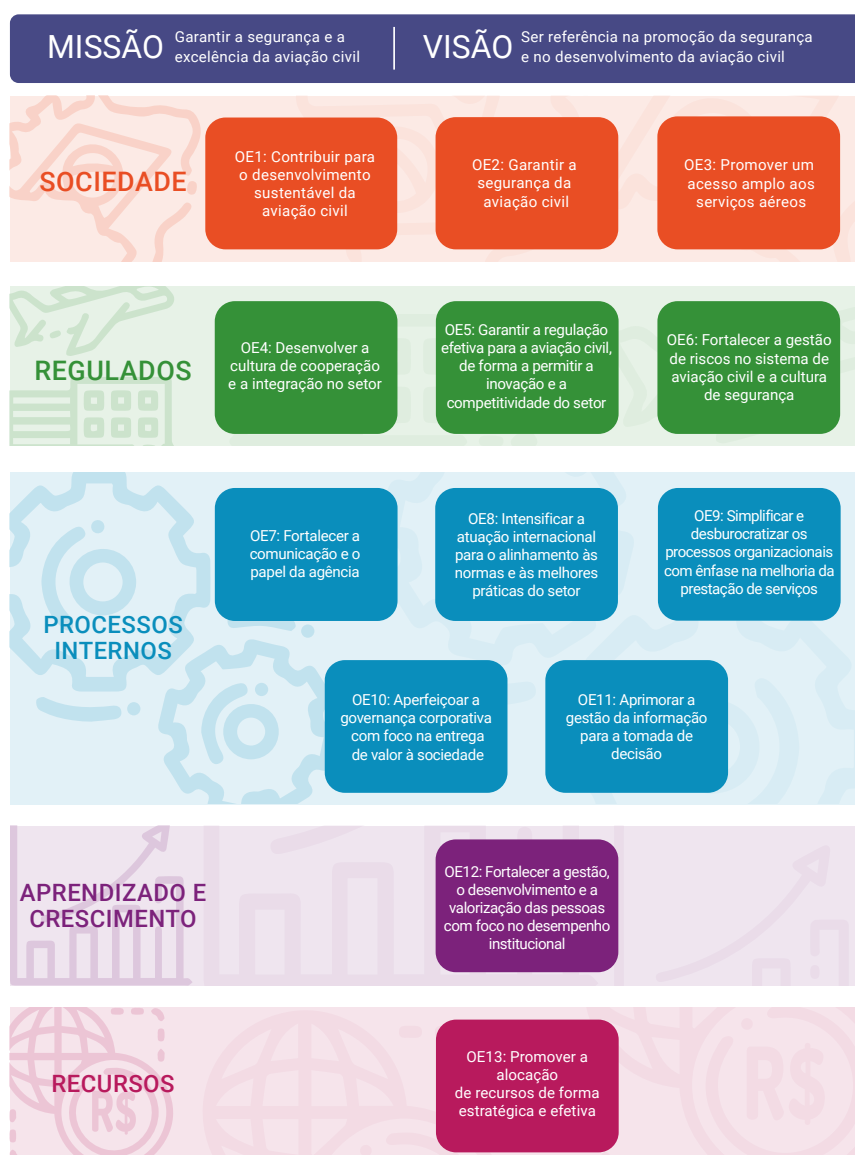 MISSÃO
Garantir a segurança e a
excelência da aviação civil
VISÃO
Ser referência na promoção da segurança
e no desenvolvimento da aviação civil
SOCIEDADE
OE1: Contribuir para
o desenvolvimento
sustentável da
aviação civil
OE2: Garantir a
segurança da
aviação civil
OE3: Promover um
acesso amplo aos
serviços aéreos
REGULADOS
OE4: Desenvolver a
cultura de cooperação
e a integração no setor
OE5: Garantir a regulação
efetiva para a aviação civil,
de forma a permitir a
inovação e a
competitividade do setor
OE6: Fortalecer a gestão
de riscos no sistema de
aviação civil e a cultura
de segurança
PROCESSOS
INTERNOS
OE7: Fortalecer a
comunicação e o
papel da agência
OE8: Intensificar a
atuação internacional
para o alinhamento às
normas e às melhores
práticas do setor
OE9: Simplificar e
desburocratizar os
processos organizacionais
com ênfase na melhoria da
prestação de serviços
OE10: Aperfeiçoar a
governança corporativa
com foco na entrega
de valor à sociedade
OE11: Aprimorar a
gestão da informação
para a tomada de
decisão
APRENDIZADO E
CRESCIMENTO
OE12: Fortalecer a gestão,
o desenvolvimento e a
valorização das pessoas
com foco no desempenho
institucional
RECURSOS
R$
OE13: Promover a
alocação
de recursos de forma
estratégica e efetiva
R$